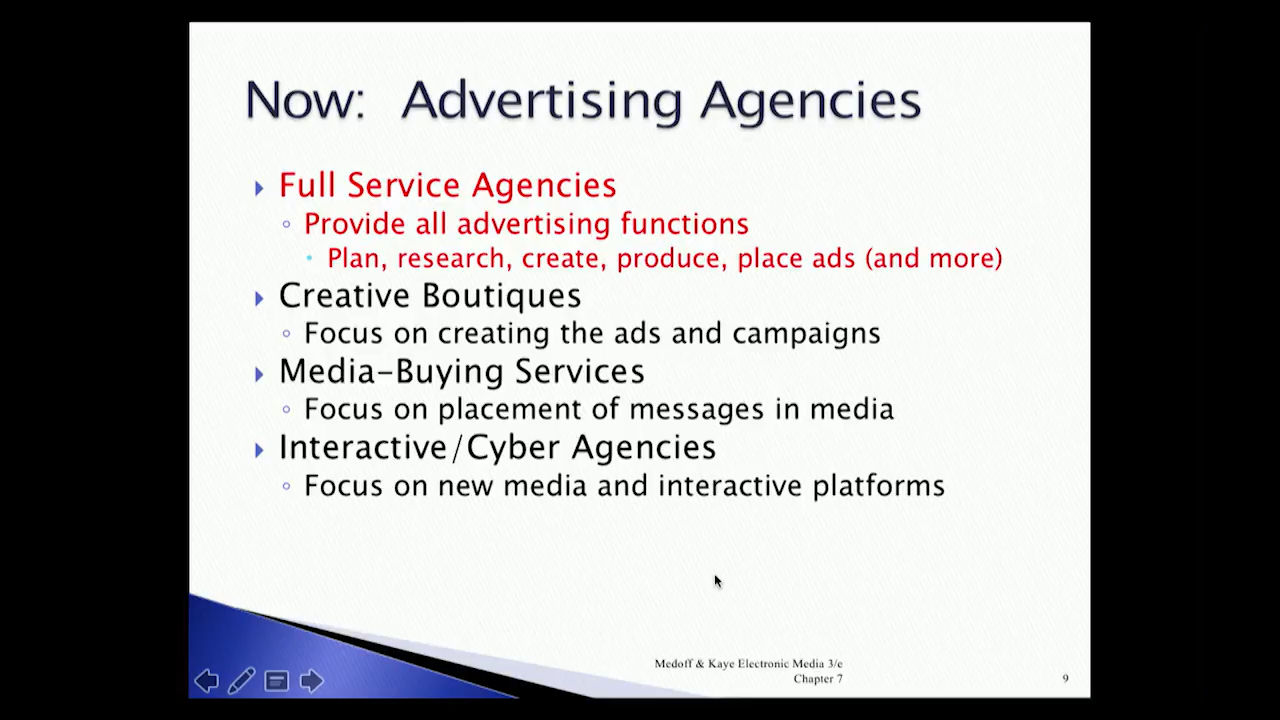 Now: Advertising Agencies
Full Service Agencies
Provide all advertising functions
Plan, research, create, produce, place ads (and more)
Creative Boutiques
Focus on creating the ads and campaigns
Media-Buying Services
Focus on placement of messages in media
Interactive/Cyber Agencies
Focus on new media and interactive platforms
Medoff & Kaye Electronic Media 3/e
Chapter 7
9